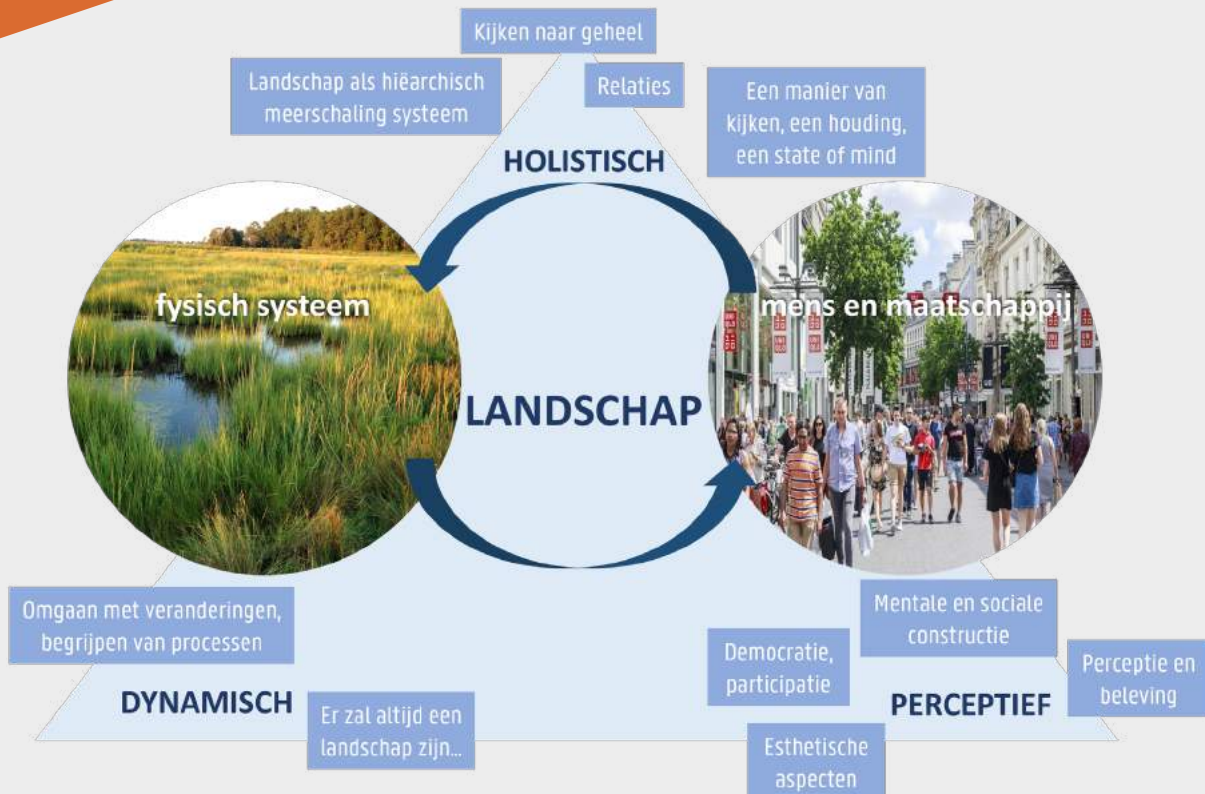 Kijken naar geheel
Landschap als hiëarchisch
meerschaling systeem
Relaties
Een manier van
kijken, een houding,
een state of mind
HOLISTISCH
fysisch systeem
mens en maatschappij
LANDSCHAP
Omgaan met veranderingen,
begrijpen van processen
Mentale en sociale
constructie
Democratie,
participatie
Perceptie en
beleving
DYNAMISCH
PERCEPTIEF
Er zal altijd een
landschap zijn...
Esthetische
aspecten